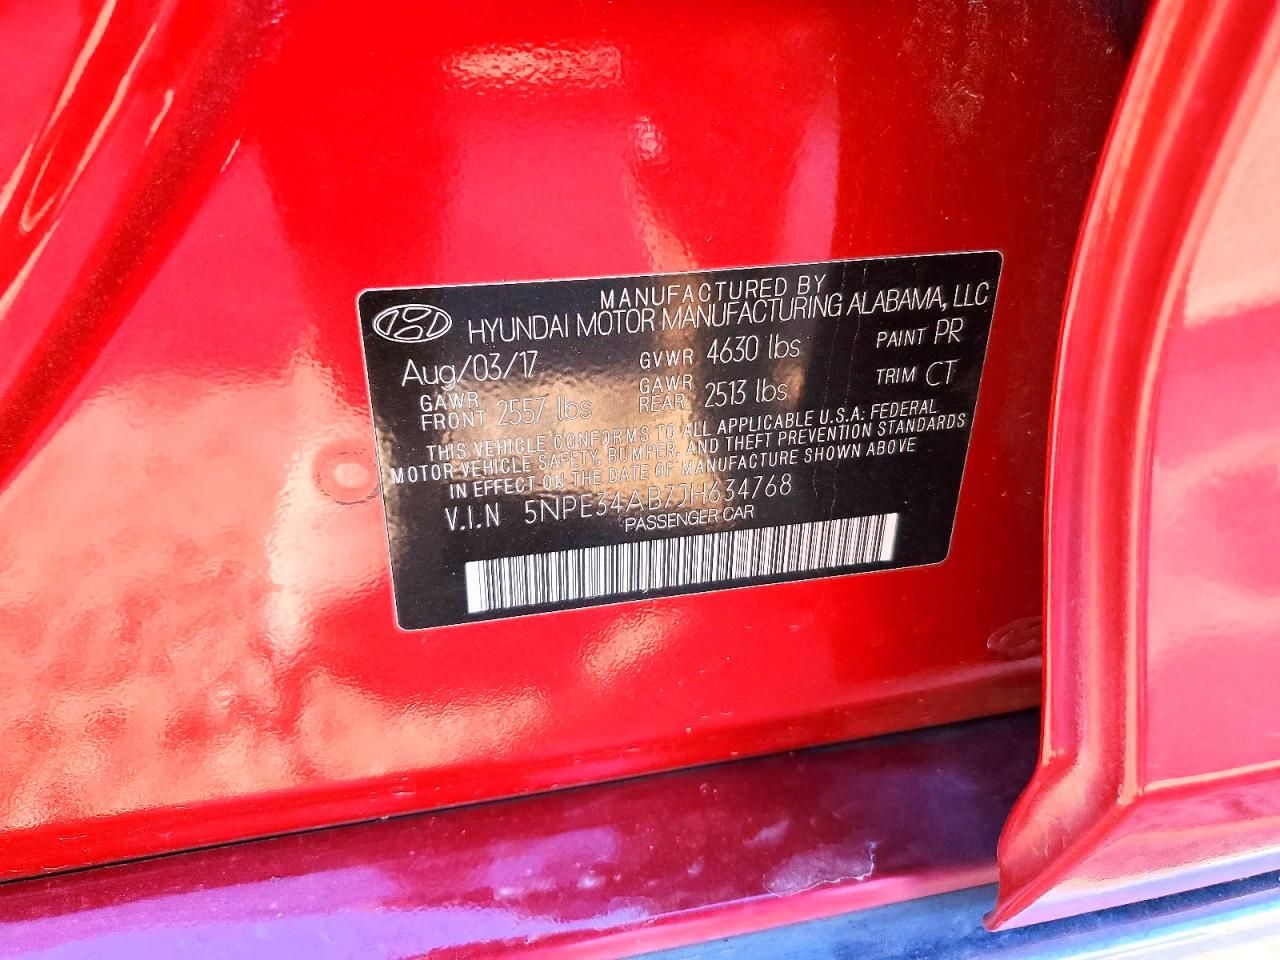 MANUFACTURED BY
HYUNDAI MOTOR MANUFACTURING ALABAMA, LLC
Aug/03/17 GVWR 4630 lbs PAINT PR
GAWR FRONT 2557 lbs GAWR REAR 2513 lbs TRIM CT
THIS VEHICLE CONFORMS TO ALL APPLICABLE U.S.A: FEDERAL
MOTOR VEHICLE SAFETY, BUMPER, AND THEFT PREVENTION STANDARDS
IN EFFECT ON THE DATE OF MANUFACTURE SHOWN ABOVE
V.I.N 5NPE34AB7JH634768
PASSENGER CAR